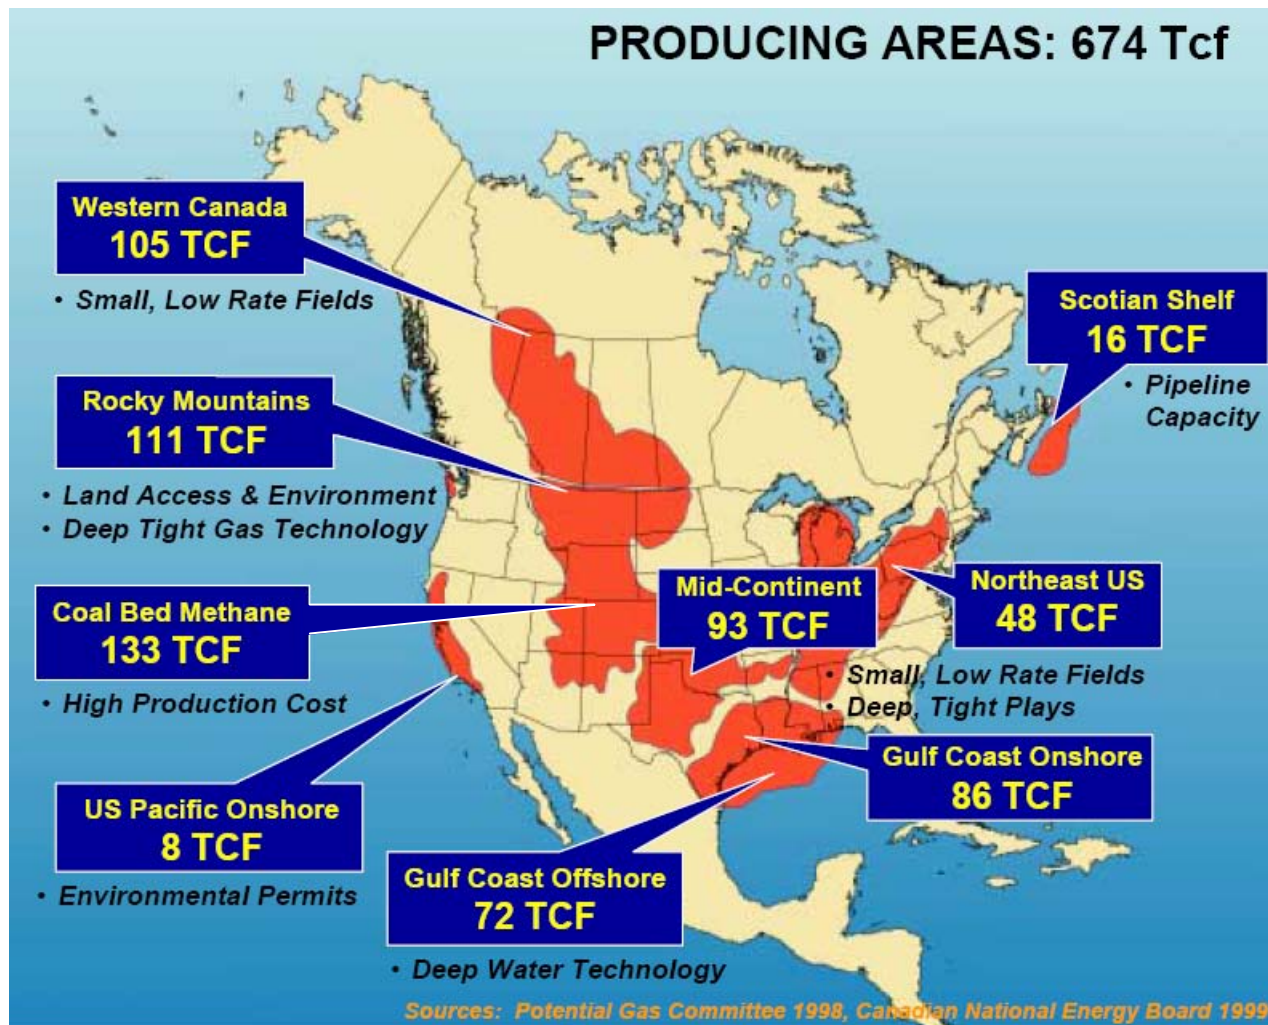 PRODUCING AREAS: 674 Tcf
Western Canada
105 TCF
• Small, Low Rate Fields
Scotian Shelf
16 TCF
• Pipeline
Capacity
Rocky Mountains
111 TCF
• Land Access & Environment
• Deep Tight Gas Technology
Mid-Continent
93 TCF
Northeast US
48 TCF
• Small, Low Rate Fields
• Deep, Tight Plays
Coal Bed Methane
133 TCF
• High Production Cost
Gulf Coast Onshore
86 TCF
US Pacific Onshore
8 TCF
• Environmental Permits
Gulf Coast Offshore
72 TCF
• Deep Water Technology
Sources: Potential Gas Committee 1998, Canadian National Energy Board 1999